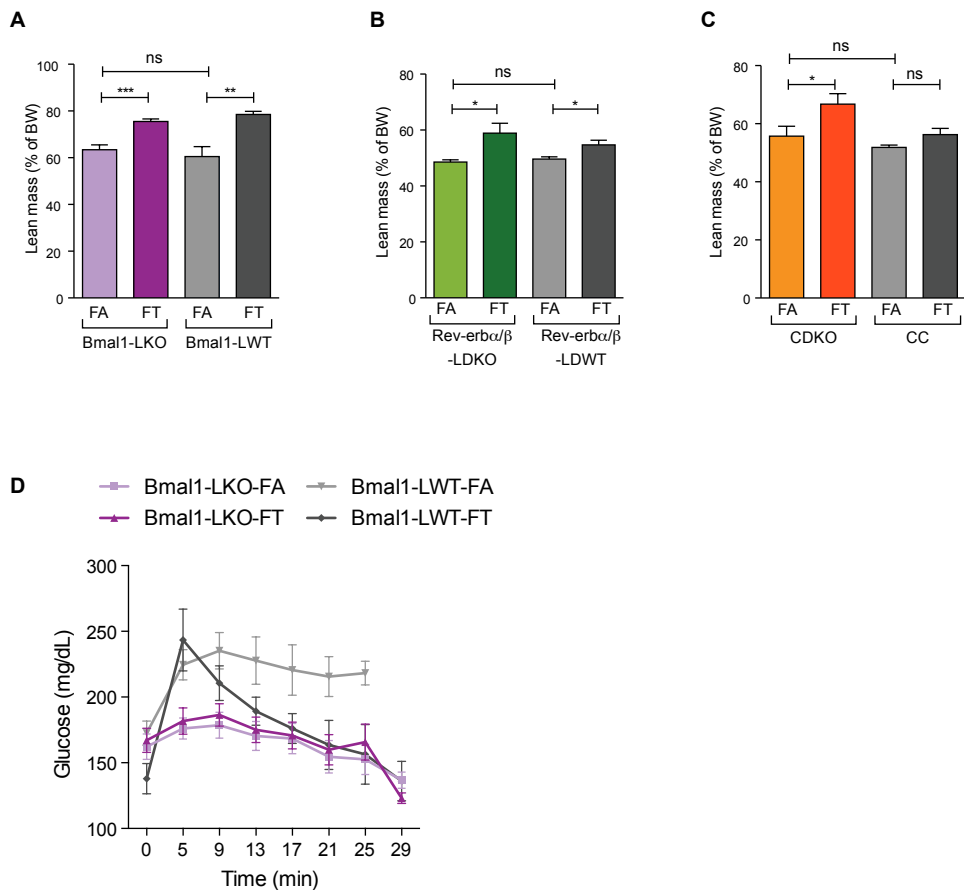 A
Lean mass (% of BW)
100
80
60
40
20
0
ns
***
**
FA FT FA FT
Bmal1-LKO Bmal1-LWT
B
Lean mass (% of BW)
80
60
40
20
0
ns
*
*
FA FT FA FT
Rev-erbα/β Rev-erbα/β
-LDKO -LDWT
C
Lean mass (% of BW)
80
60
40
20
0
ns
*
ns
FA FT FA FT
CDKO CC
D
Bmal1-LKO-FA Bmal1-LWT-FA
Bmal1-LKO-FT Bmal1-LWT-FT
Glucose (mg/dL)
300
250
200
150
100
0 5 9 13 17 21 25 29
Time (min)